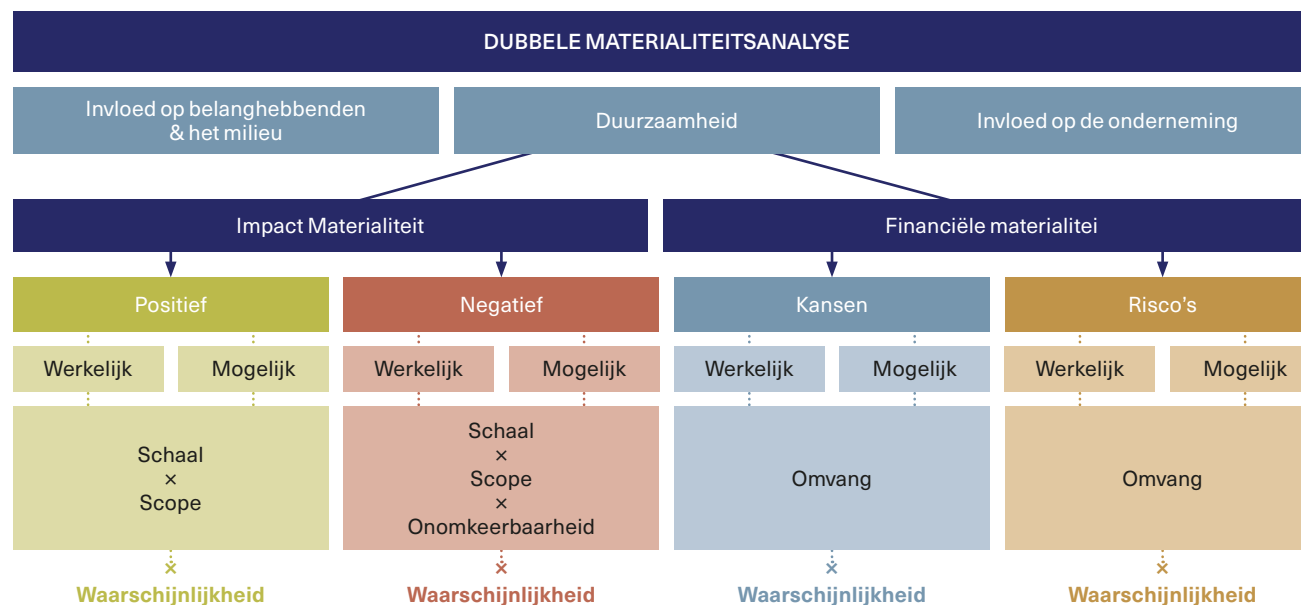 DUBBELE MATERIALITEITSANALYSE
Invloed op belanghebbenden
& het milieu
Duurzaamheid
Invloed op de onderneming
Impact Materialiteit
Financiële materialitei
Positief
Negatief
Kansen
Risco's
Werkelijk
Mogelijk
Werkelijk
Mogelijk
Werkelijk
Mogelijk
Werkelijk
Mogelijk
Schaal
×
Scope
Schaal
×
Scope
×
Onomkeerbaarheid
Omvang
Omvang
×
Waarschijnlijkheid
×
Waarschijnlijkheid
×
Waarschijnlijkheid
×
Waarschijnlijkheid